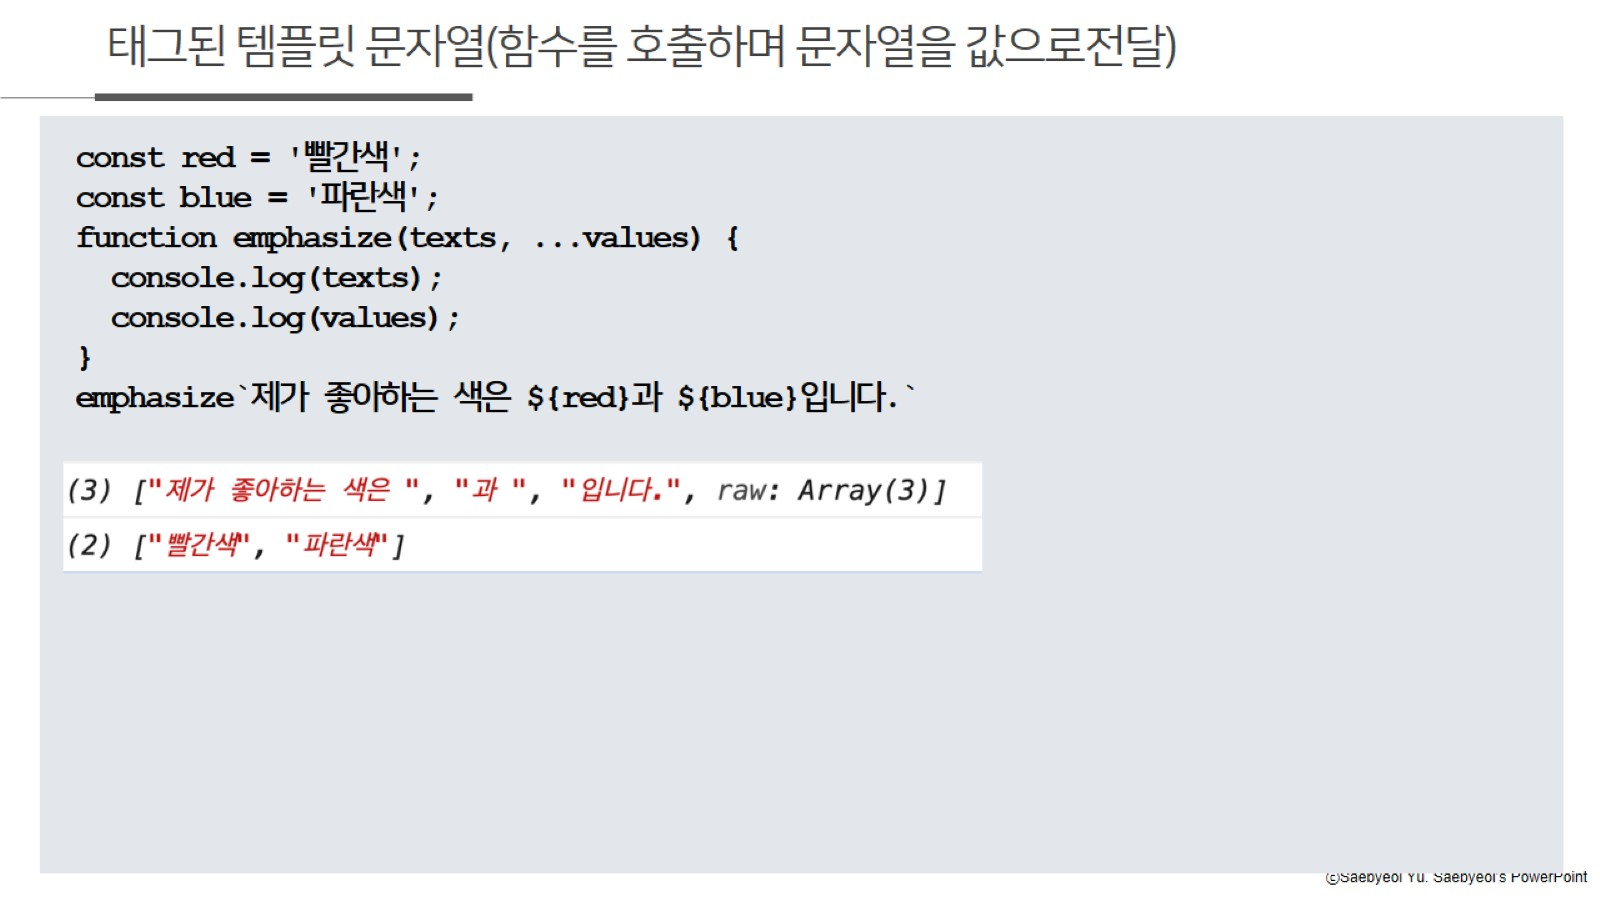 태그된 템플릿 문자열(함수를 호출하며 문자열을 값으로전달)
const red = '빨간색';
const blue = '파란색';
function emphasize(texts, ...values) {
  console.log(texts);
  console.log(values);
}
emphasize`제가 좋아하는 색은 ${red}과 ${blue}입니다.`
(3) ["제가 좋아하는 색은 ", "과 ", "입니다.", raw: Array(3)]
(2) ["빨간색", "파란색"]
ⓒSaebyeol Yu. Saebyeol's PowerPoint